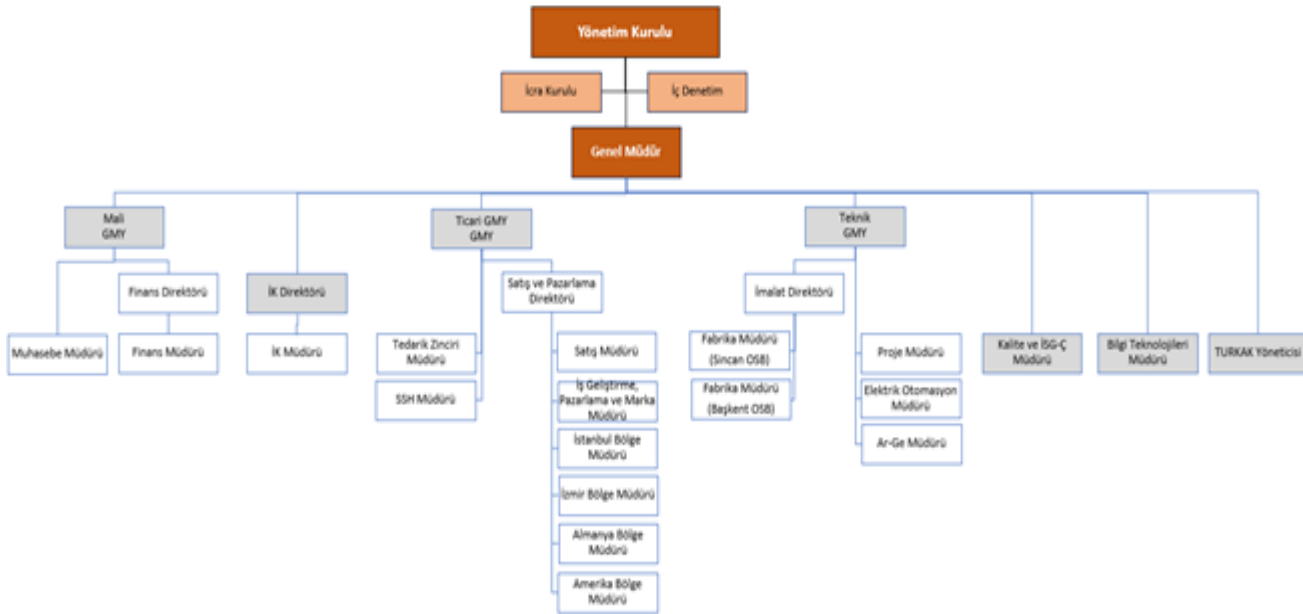 Yönetim Kurulu
İcra Kurulu
İç Denetim
Genel Müdür
Mali
GMY
Ticari GMY
GMY
Teknik
GMY
Finans Direktörü
İK Direktörü
Satış ve Pazarlama
Direktörü
İmalat Direktörü
Muhasebe Müdürü
Finans Müdürü
İK Müdürü
Tedarik Zinciri
Müdürü
SSH Müdürü
Satış Müdürü
İş Geliştirme,
Pazarlama ve Marka
Müdürü
İstanbul Bölge
Müdürü
İzmir Bölge Müdürü
Almanya Bölge
Müdürü
Amerika Bölge
Müdürü
Fabrika Müdürü
(Sincan OSB)
Fabrika Müdürü
(Başkent OSB)
Proje Müdürü
Elektrik Otomasyon
Müdürü
Ar-Ge Müdürü
Kalite ve İSG-Ç
Müdürü
Bilgi Teknolojileri
Müdürü
TURKAK Yöneticisi